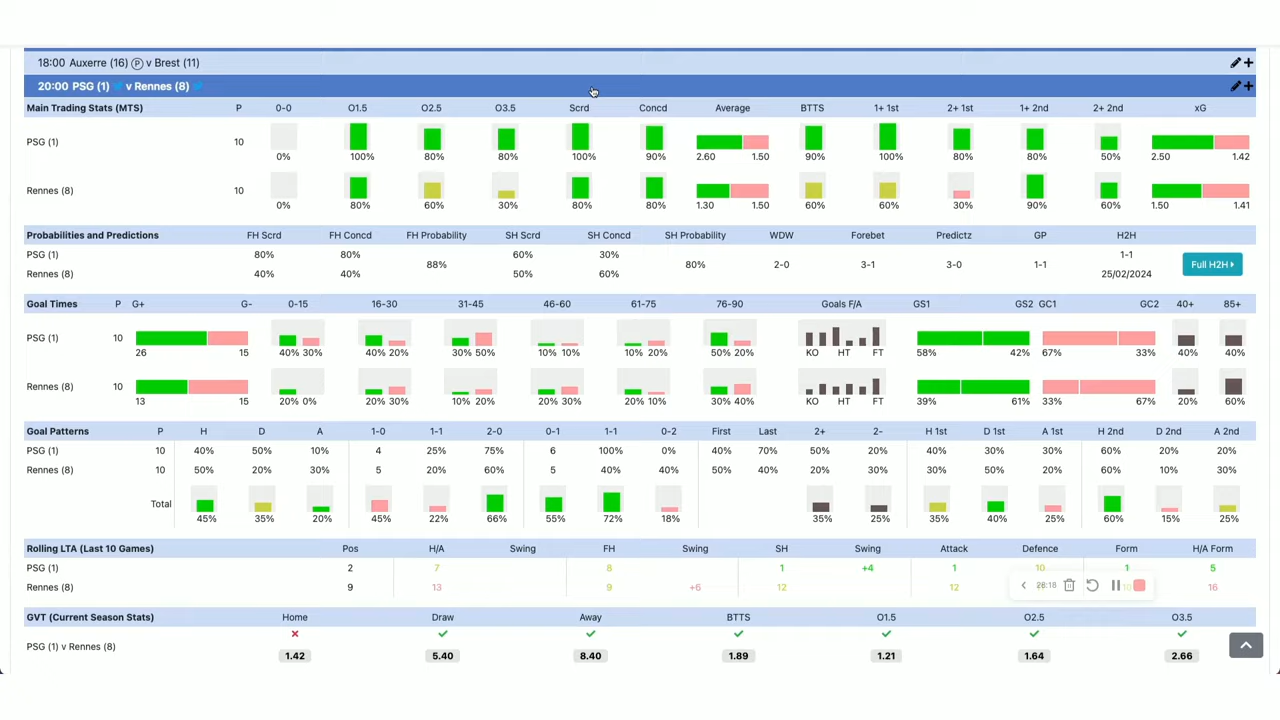 18:00 Auxerre (16) P v Brest (11)
20:00 PSG (1) v Rennes (8)
Main Trading Stats (MTS) P 0-0 O1.5 O2.5 O3.5 Scrd Concd Average BTTS 1+ 1st 2+ 1st 1+ 2nd 2+ 2nd xG
PSG (1) 10
0% 100% 80% 80% 100% 90% 2.60 1.50 90% 100% 80% 80% 50% 2.50 1.42
Rennes (8) 10
0% 80% 60% 30% 80% 80% 1.30 1.50 60% 60% 30% 90% 60% 1.50 1.41
Probabilities and Predictions FH Scrd FH Concd FH Probability SH Scrd SH Concd SH Probability WDW Forebet Predictz GP H2H
PSG (1) 80% 80% 60% 30% 1-1
88% 80% 2-0 3-1 3-0 1-1 Full H2H
Rennes (8) 40% 40% 50% 60% 25/02/2024
Goal Times P G+ G- 0-15 16-30 31-45 46-60 61-75 76-90 Goals F/A GS1 GS2 GC1 GC2 40+ 85+
PSG (1) 10
26 15 40% 30% 40% 20% 30% 50% 10% 10% 10% 20% 50% 20% KO HT FT 58% 42% 67% 33% 40% 40%
Rennes (8) 10
13 15 20% 0% 20% 30% 10% 20% 20% 30% 20% 10% 30% 40% KO HT FT 39% 61% 33% 67% 20% 60%
Goal Patterns P H D A 1-0 1-1 2-0 0-1 1-1 0-2 First Last 2+ 2- H 1st D 1st A 1st H 2nd D 2nd A 2nd
PSG (1) 10 40% 50% 10% 4 25% 75% 6 100% 0% 40% 70% 50% 20% 40% 30% 30% 60% 20% 20%
Rennes (8) 10 50% 20% 30% 5 20% 60% 5 40% 40% 50% 40% 20% 30% 30% 50% 20% 60% 10% 30%
Total
45% 35% 20% 45% 22% 66% 55% 72% 18% 35% 25% 35% 40% 25% 60% 15% 25%
Rolling LTA (Last 10 Games) Pos H/A Swing FH Swing SH Swing Attack Defence Form H/A Form
PSG (1) 2 7 8 1 +4 1 10 1 5
Rennes (8) 9 13 9 +6 12 12 10 16
28:18
GVT (Current Season Stats) Home Draw Away BTTS O1.5 O2.5 O3.5
PSG (1) v Rennes (8)
1.42 5.40 8.40 1.89 1.21 1.64 2.66